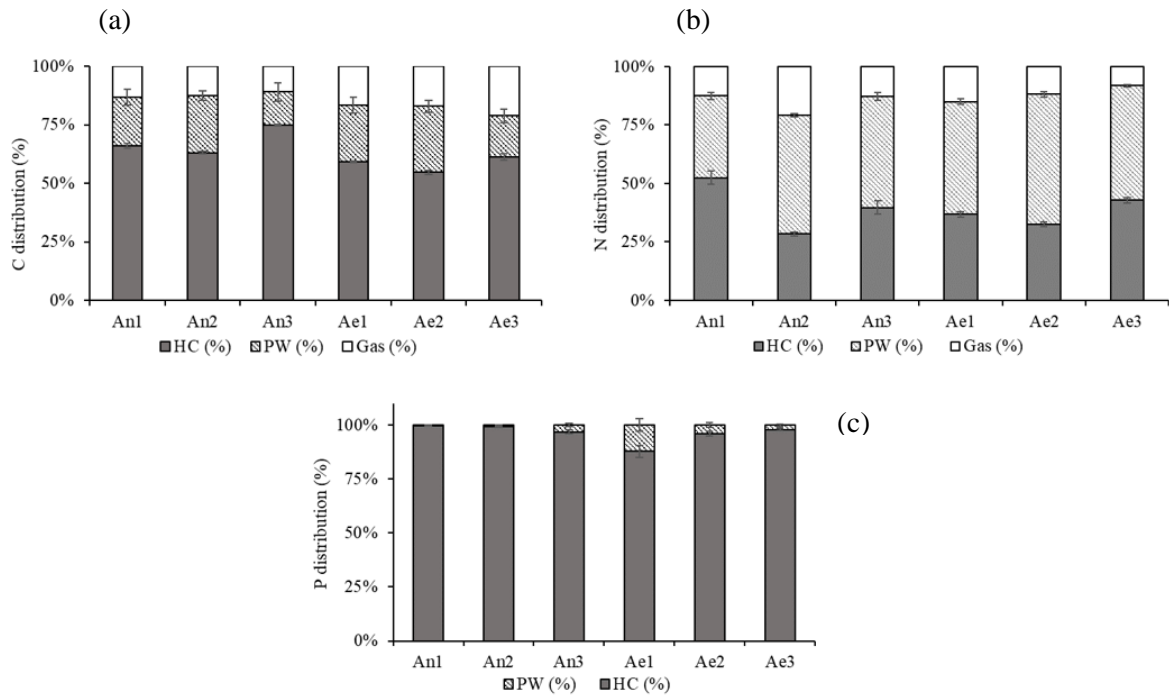 (a)
C distribution (%)
100%
75%
50%
25%
0%
An1 An2 An3 Ae1 Ae2 Ae3
HC (%) PW (%) Gas (%)
(b)
N distribution (%)
100%
75%
50%
25%
0%
An1 An2 An3 Ae1 Ae2 Ae3
HC (%) PW (%) Gas (%)
(c)
P distribution (%)
100%
75%
50%
25%
0%
An1 An2 An3 Ae1 Ae2 Ae3
PW (%) HC (%)